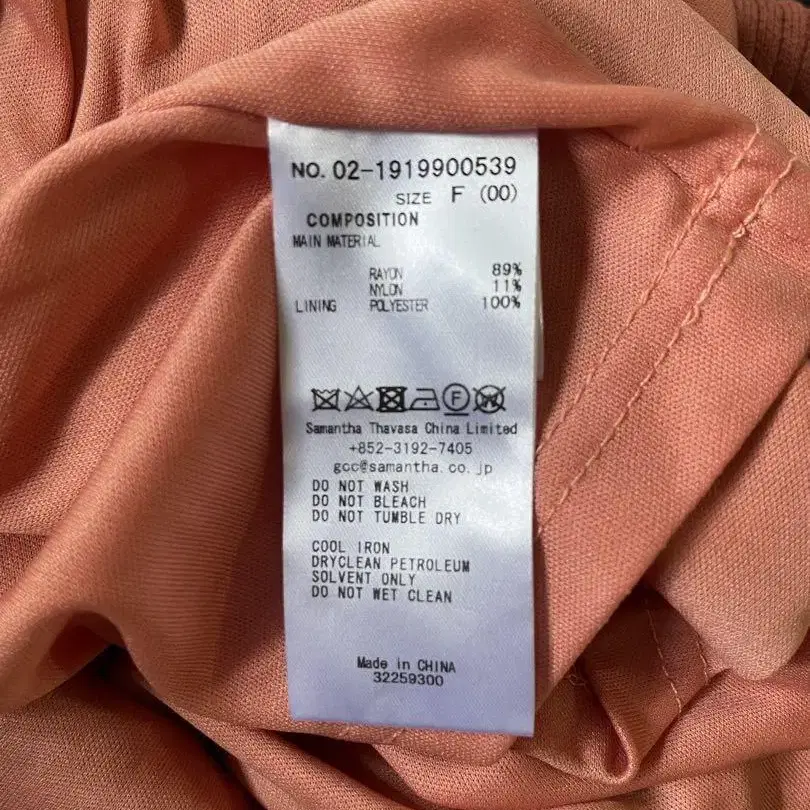 NO. 02-1919900539
SIZE F (00)
COMPOSITION
MAIN MATERIAL
RAYON 89%
NYLON 11%
LINING POLYESTER 100%
F W
Samantha Thavasa China Limited
+852-3192-7405
gcc@samantha.co.jp
DO NOT WASH
DO NOT BLEACH
DO NOT TUMBLE DRY
COOL IRON
DRYCLEAN PETROLEUM
SOLVENT ONLY
DO NOT WET CLEAN
Made in CHINA
32259300